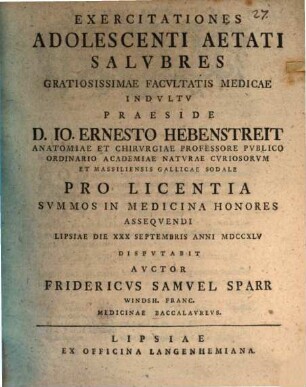 27.
EXERCITATIONES
ADOLESCENTI AETATI
SALVBRES
GRATIOSISSIMAE FACVLTATIS MEDICAE
INDVLTV
PRAESIDE
D. IO. ERNESTO HEBENSTREIT
ANATOMIAE ET CHIRVRGIAE PROFESSORE PVBLICO
ORDINARIO ACADEMIAE NATVRAE CVRIOSORVM
ET MASSILIENSIS GALLICAE SODALE
PRO LICENTIA
SVMMOS IN MEDICINA HONORES
ASSEQVENDI
LIPSIAE DIE XXX SEPTEMBRIS ANNI MDCCXLV
DISPVTABIT
AVCTOR
FRIDERICVS SAMVEL SPARR
WINDSH. FRANC.
MEDICINAE BACCALAVREVS.
LIPSIAE
EX OFFICINA LANGENHEMIANA.